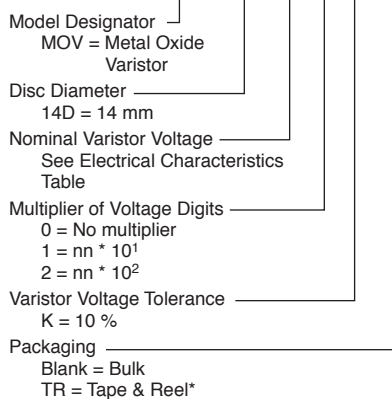 Model Designator
MOV = Metal Oxide
Varistor
Disc Diameter
14D = 14 mm
Nominal Varistor Voltage
See Electrical Characteristics
Table
Multiplier of Voltage Digits
0 = No multiplier
1 = nn * 10¹
2 = nn * 10²
Varistor Voltage Tolerance
K = 10 %
Packaging
Blank = Bulk
TR = Tape & Reel*